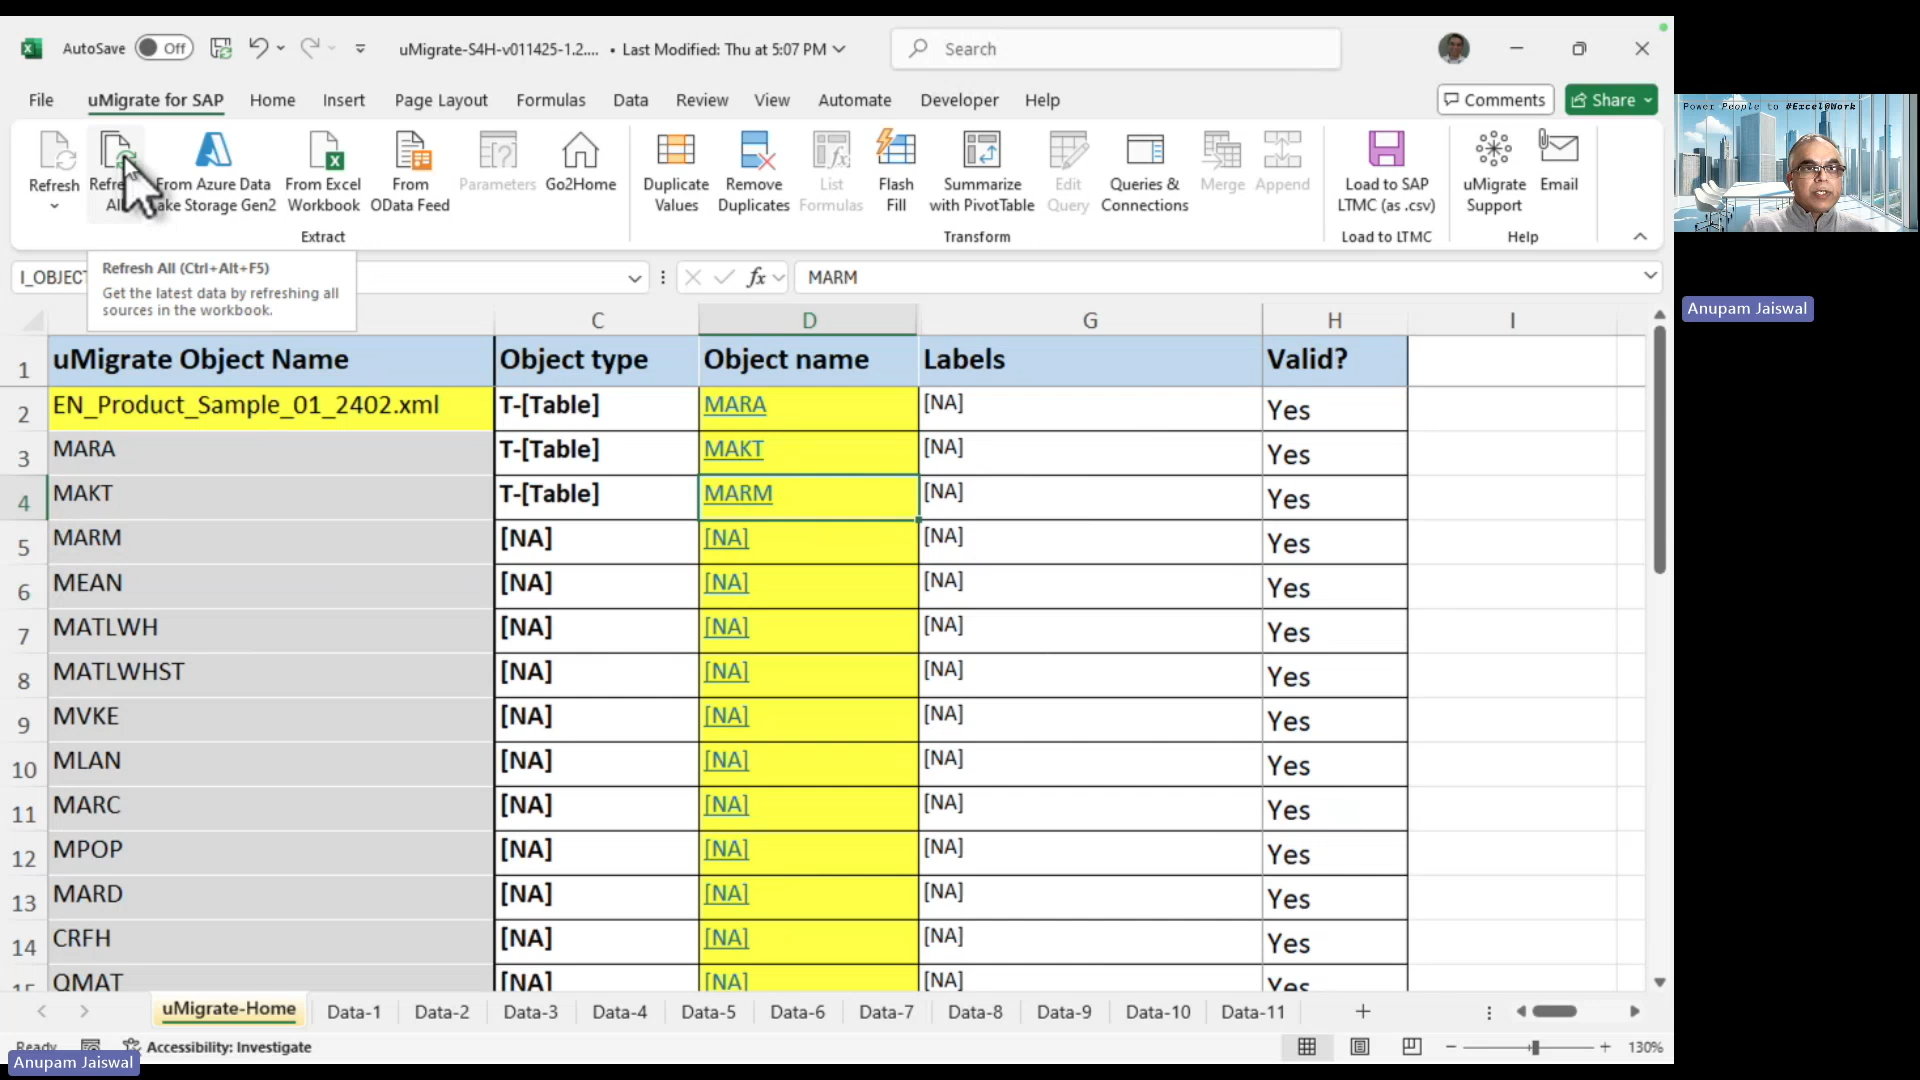 AutoSave Off uMigrate-S4H-v011425-1.2.... • Last Modified: Thu at 5:07 PM Search
File uMigrate for SAP Home Insert Page Layout Formulas Data Review View Automate Developer Help Comments Share
Refresh
From Azure Data
Storage Gen2
From Excel
Workbook
From
OData Feed
Parameters
Go2Home
Extract
Duplicate
Values
Remove
Duplicates
List
Formulas
Flash
Fill
Summarize
with PivotTable
Edit
Query
Queries &
Connections
Merge
Append
Transform
Load to SAP
LTMC (as .csv)
Load to LTMC
uMigrate
Support
Email
Help
Refresh All (Ctrl+Alt+F5)
Get the latest data by refreshing all
sources in the workbook.
fx MARM
C D G H I
1 uMigrate Object Name Object type Object name Labels Valid?
2 EN_Product_Sample_01_2402.xml T-[Table] MARA [NA] Yes
3 MARA T-[Table] MAKT [NA] Yes
4 MAKT T-[Table] MARM [NA] Yes
5 MARM [NA] [NA] [NA] Yes
6 MEAN [NA] [NA] [NA] Yes
7 MATLWH [NA] [NA] [NA] Yes
8 MATLWHST [NA] [NA] [NA] Yes
9 MVKE [NA] [NA] [NA] Yes
10 MLAN [NA] [NA] [NA] Yes
11 MARC [NA] [NA] [NA] Yes
12 MPOP [NA] [NA] [NA] Yes
13 MARD [NA] [NA] [NA] Yes
14 CRFH [NA] [NA] [NA] Yes
15 QMAT [NA] [NA] [NA] Yes
uMigrate-Home Data-1 Data-2 Data-3 Data-4 Data-5 Data-6 Data-7 Data-8 Data-9 Data-10 Data-11
Ready Accessibility: Investigate 130%
Anupam Jaiswal
Power People to #Excel@Work
Anupam Jaiswal